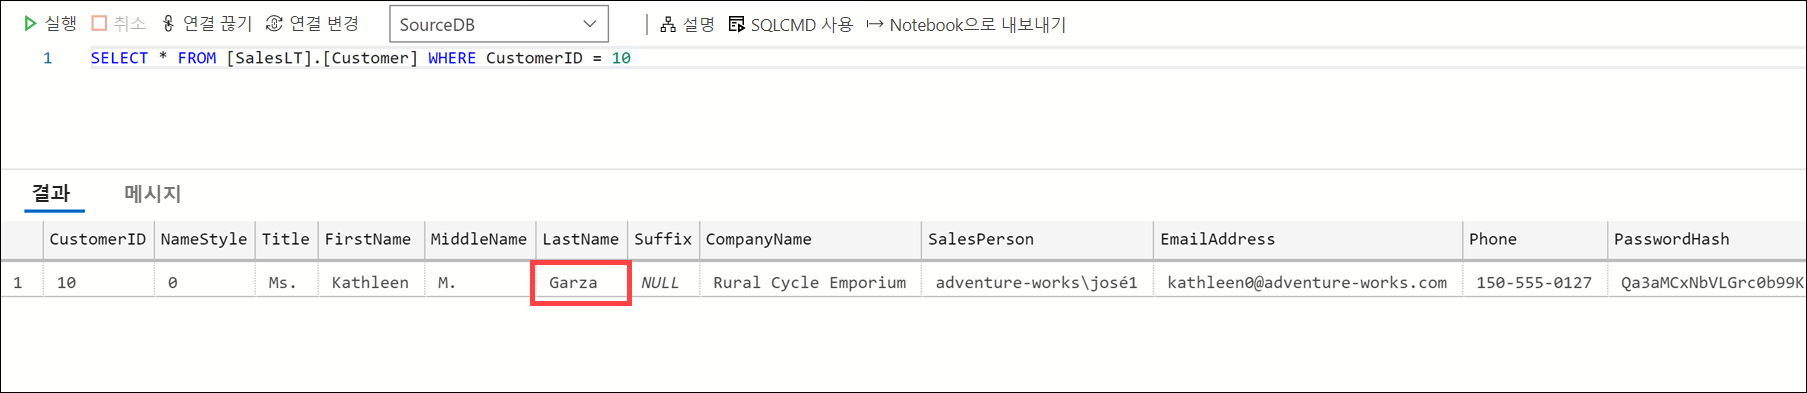 실행 취소 연결 끊기 연결 변경 SourceDB 설명 SQLCMD 사용 Notebook으로 내보내기
1 SELECT * FROM [SalesLT].[Customer] WHERE CustomerID = 10
결과 메시지
CustomerID NameStyle Title FirstName MiddleName LastName Suffix CompanyName SalesPerson EmailAddress Phone PasswordHash
1 10 0 Ms. Kathleen M. Garza NULL Rural Cycle Emporium adventure-works\josé1 kathleen0@adventure-works.com 150-555-0127 Qa3aMCxNbVLGrc0b99K